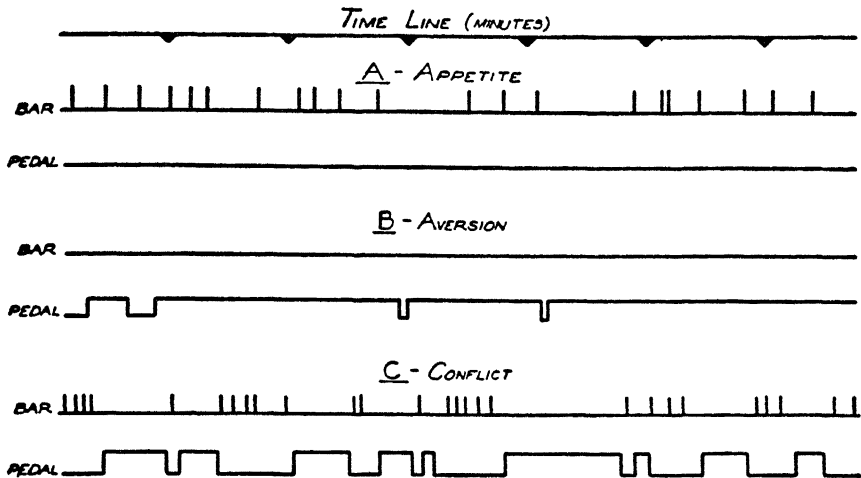 TIME LINE (MINUTES)
A - APPETITE
BAR
PEDAL
B - AVERSION
BAR
PEDAL
C - CONFLICT
BAR
PEDAL